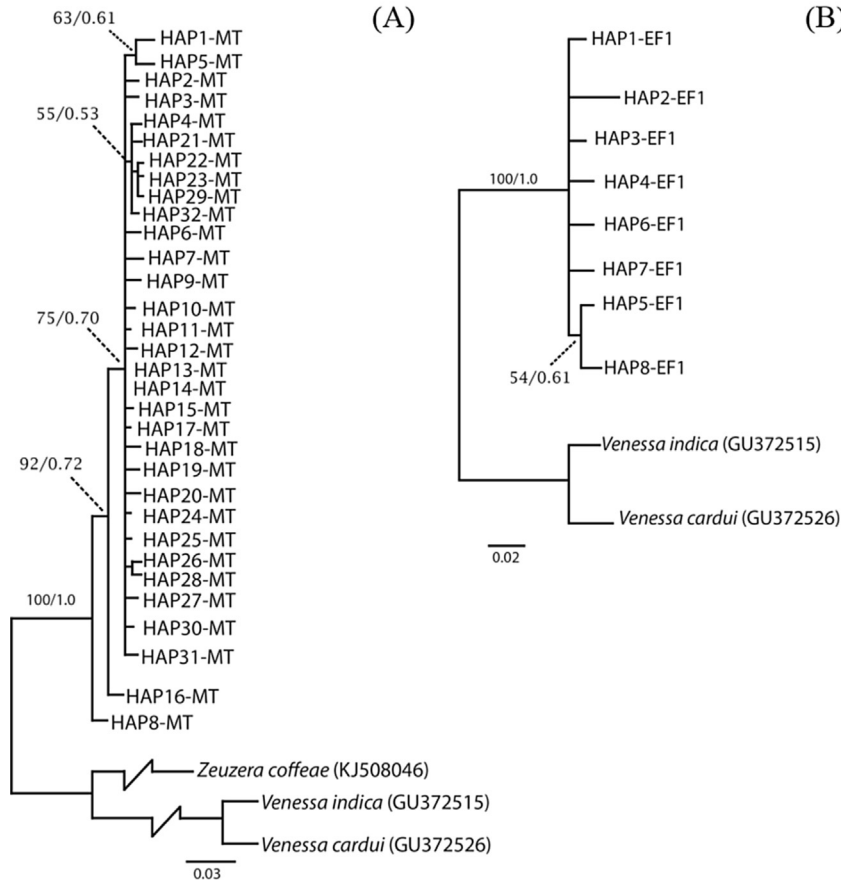 (A)
63/0.61
HAP1-MT
HAP5-MT
HAP2-MT
HAP3-MT
55/0.53
HAP4-MT
HAP21-MT
HAP22-MT
HAP23-MT
HAP29-MT
HAP32-MT
HAP6-MT
HAP7-MT
HAP9-MT
75/0.70
HAP10-MT
HAP11-MT
HAP12-MT
HAP13-MT
HAP14-MT
HAP15-MT
HAP17-MT
92/0.72
HAP18-MT
HAP19-MT
HAP20-MT
HAP24-MT
HAP25-MT
HAP26-MT
HAP28-MT
100/1.0
HAP27-MT
HAP30-MT
HAP31-MT
HAP16-MT
HAP8-MT
Zeuzera coffeae (KJ508046)
Venessa indica (GU372515)
Venessa cardui (GU372526)
0.03
(B)
HAP1-EF1
HAP2-EF1
HAP3-EF1
100/1.0
HAP4-EF1
HAP6-EF1
HAP7-EF1
HAP5-EF1
54/0.61
HAP8-EF1
Venessa indica (GU372515)
Venessa cardui (GU372526)
0.02